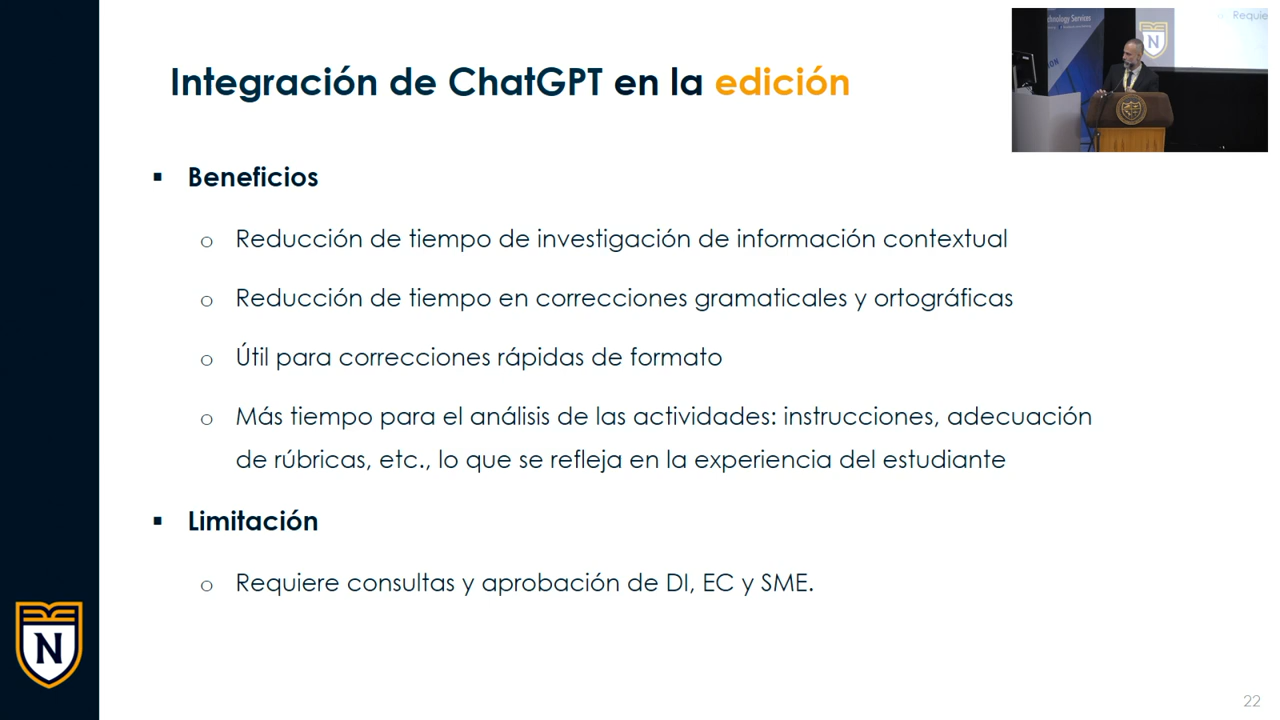 Integración de ChatGPT en la edición
▪ Beneficios
o Reducción de tiempo de investigación de información contextual
o Reducción de tiempo en correcciones gramaticales y ortográficas
o Útil para correcciones rápidas de formato
o Más tiempo para el análisis de las actividades: instrucciones, adecuación
de rúbricas, etc., lo que se refleja en la experiencia del estudiante
▪ Limitación
o Requiere consultas y aprobación de DI, EC y SME.
N
22
Services
Requie
N